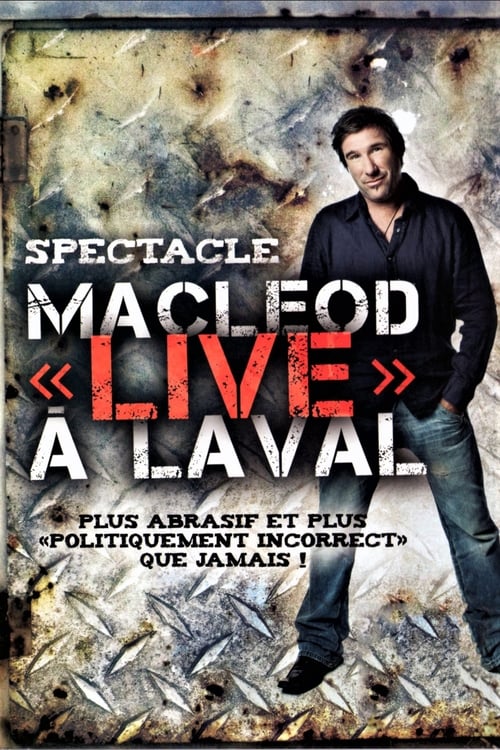 SPECTACLE
MACLEOD
«LIVE»
À LAVAL
PLUS ABRASIF ET PLUS
«POLITIQUEMENT INCORRECT»
QUE JAMAIS !